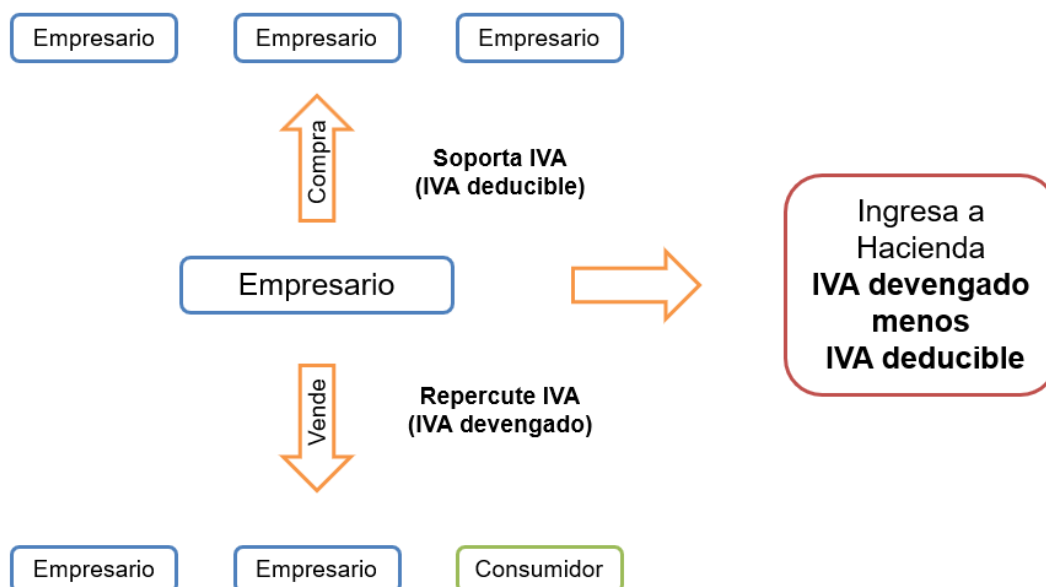 Empresario
Empresario
Empresario
Compra
Soporta IVA
(IVA deducible)
Empresario
Ingresa a
Hacienda
IVA devengado
menos
IVA deducible
Vende
Repercute IVA
(IVA devengado)
Empresario
Empresario
Consumidor